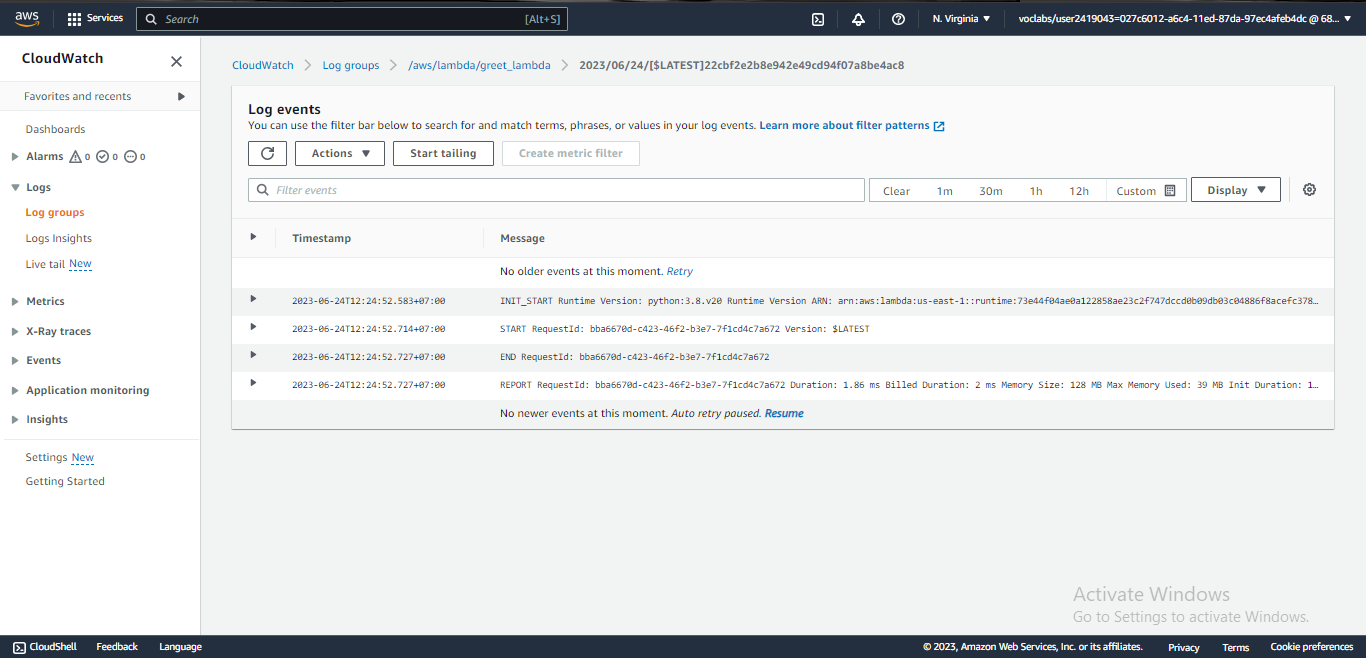 aws
Services
Search [Alt+S]
N. Virginia
voclabs/user2419043=027c6012-a6c4-11ed-87da-97ec4afeb4dc @ 68...
CloudWatch
Favorites and recents
Dashboards
Alarms 0 0 0
Logs
Log groups
Logs Insights
Live tail New
Metrics
X-Ray traces
Events
Application monitoring
Insights
Settings New
Getting Started
CloudWatch > Log groups > /aws/lambda/greet_lambda > 2023/06/24/[$LATEST]22cbf2e2b8e942e49cd94f07a8be4ac8
Log events
You can use the filter bar below to search for and match terms, phrases, or values in your log events. Learn more about filter patterns
Actions Start tailing Create metric filter
Filter events Clear 1m 30m 1h 12h Custom Display
Timestamp Message
No older events at this moment. Retry
2023-06-24T12:24:52.583+07:00 INIT_START Runtime Version: python:3.8.v20 Runtime Version ARN: arn:aws:lambda:us-east-1::runtime:73e44f04ae0a122858ae23c2f747dccd0b09db03c04886f8acefc378...
2023-06-24T12:24:52.714+07:00 START RequestId: bba6670d-c423-46f2-b3e7-7f1cd4c7a672 Version: $LATEST
2023-06-24T12:24:52.727+07:00 END RequestId: bba6670d-c423-46f2-b3e7-7f1cd4c7a672
2023-06-24T12:24:52.727+07:00 REPORT RequestId: bba6670d-c423-46f2-b3e7-7f1cd4c7a672 Duration: 1.86 ms Billed Duration: 2 ms Memory Size: 128 MB Max Memory Used: 39 MB Init Duration: 1...
No newer events at this moment. Auto retry paused. Resume
Activate Windows
Go to Settings to activate Windows.
CloudShell Feedback Language © 2023, Amazon Web Services, Inc. or its affiliates. Privacy Terms Cookie preferences